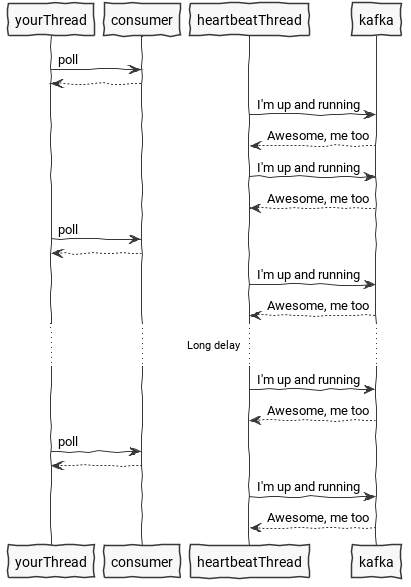 yourThread consumer heartbeatThread kafka
poll
I'm up and running
Awesome, me too
I'm up and running
Awesome, me too
poll
I'm up and running
Awesome, me too
Long delay
I'm up and running
Awesome, me too
poll
I'm up and running
Awesome, me too
yourThread consumer heartbeatThread kafka